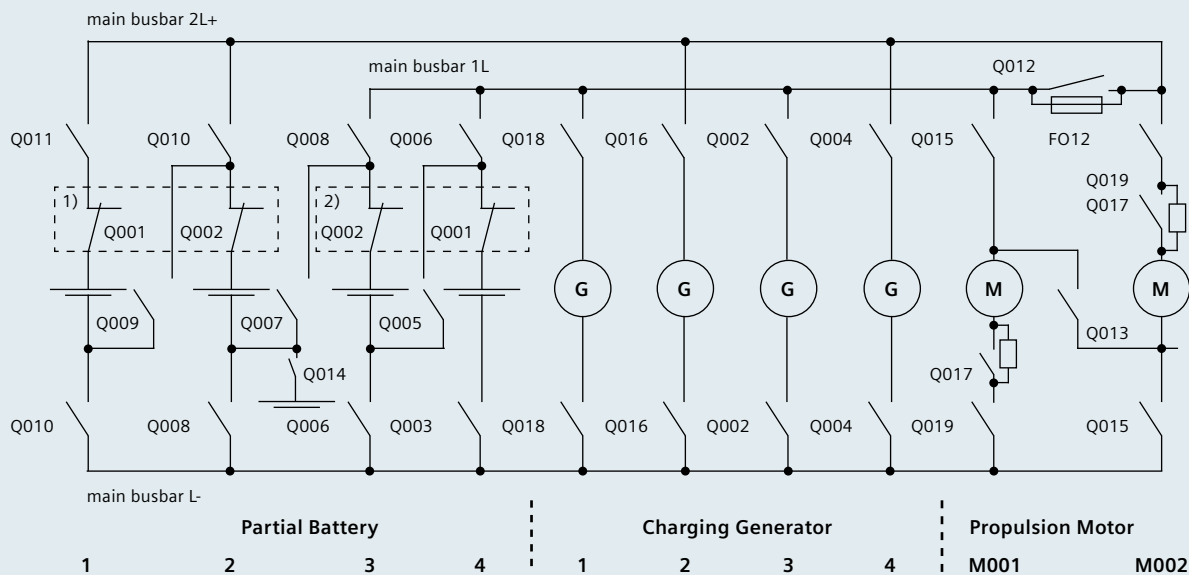 main busbar 2L+
main busbar 1L
Q012
Q011 Q010 Q008 Q006 Q018 Q016 Q002 Q004 Q015 FO12
Q019
1) 2) Q017
Q001 Q002 Q002 Q001
G G G G M M
Q009 Q007 Q005
Q013
Q014 Q017
Q010 Q008 Q006 Q003 Q018 Q016 Q002 Q004 Q019 Q015
main busbar L-
Partial Battery Charging Generator Propulsion Motor
1 2 3 4 1 2 3 4 M001 M002